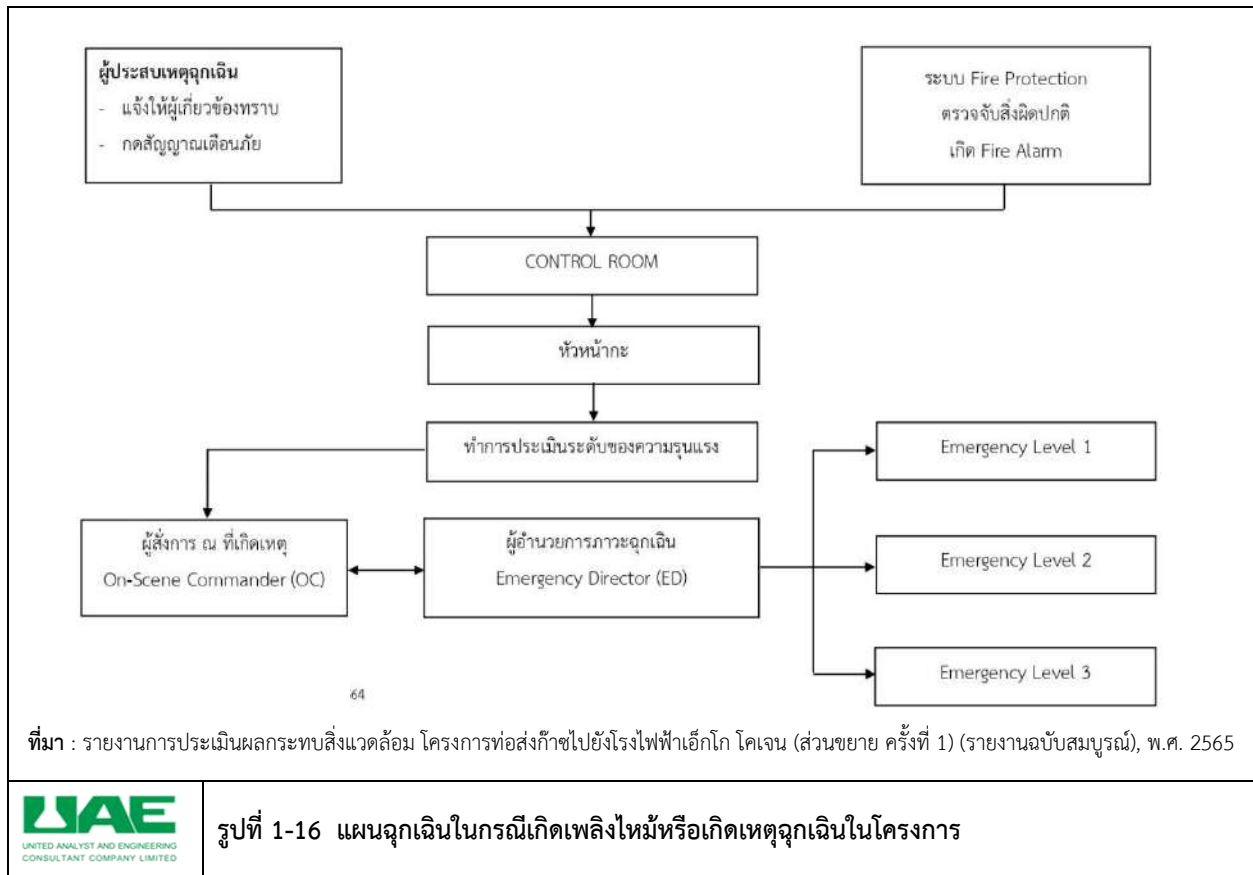 ผู้ประสบเหตุฉุกเฉิน
- แจ้งให้ผู้เกี่ยวข้องทราบ
- กดสัญญาณเตือนภัย
ระบบ Fire Protection
ตรวจจับสิ่งผิดปกติ
เกิด Fire Alarm
CONTROL ROOM
หัวหน้ากะ
ทำการประเมินระดับของความรุนแรง
ผู้สั่งการ ณ ที่เกิดเหตุ
On-Scene Commander (OC)
ผู้อำนวยการภาวะฉุกเฉิน
Emergency Director (ED)
Emergency Level 1
Emergency Level 2
Emergency Level 3
64
ที่มา : รายงานการประเมินผลกระทบสิ่งแวดล้อม โครงการท่อส่งก๊าซไปยังโรงไฟฟ้าเอ็กโก โคเจน (ส่วนขยาย ครั้งที่ 1) (รายงานฉบับสมบูรณ์), พ.ศ. 2565
UAE
UNITED ANALYST AND ENGINEERING
CONSULTANT COMPANY LIMITED
รูปที่ 1-16 แผนฉุกเฉินในกรณีเกิดเพลิงไหม้หรือเกิดเหตุฉุกเฉินในโครงการ